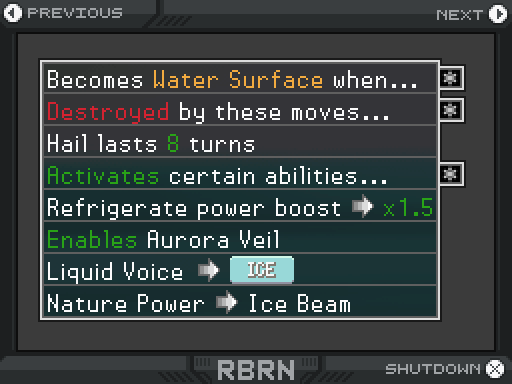 PREVIOUS
NEXT
Becomes Water Surface when...
Destroyed by these moves...
Hail lasts 8 turns
Activates certain abilities...
Refrigerate power boost x1.5
Enables Aurora Veil
Liquid Voice ICE
Nature Power Ice Beam
RBRN
SHUTDOWN